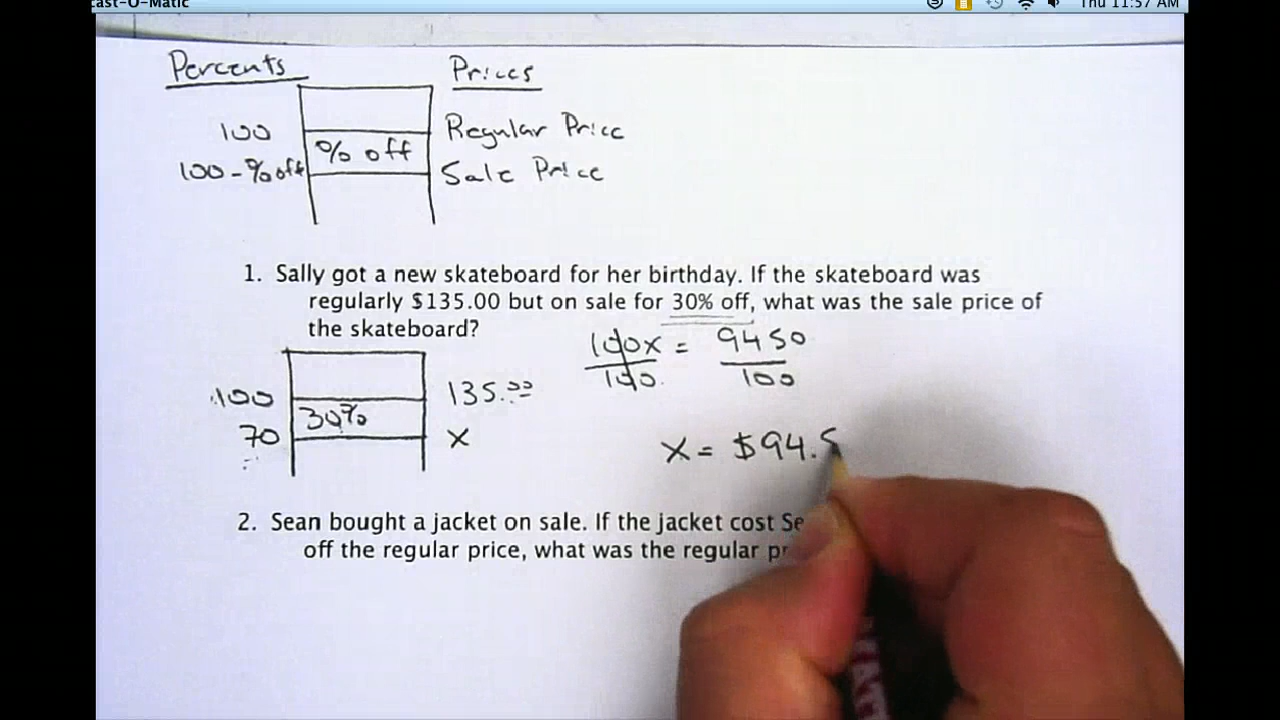 cast-O-Matic Thu 11:57 AM
Percents Prices
100 Regular Price
% off
100-%off Sale Price
1. Sally got a new skateboard for her birthday. If the skateboard was
regularly $135.00 but on sale for 30% off, what was the sale price of
the skateboard?
100x = 9450
100 100
100 135.00
30%
70 x
x = $94.5
2. Sean bought a jacket on sale. If the jacket cost
off the regular price, what was the regular